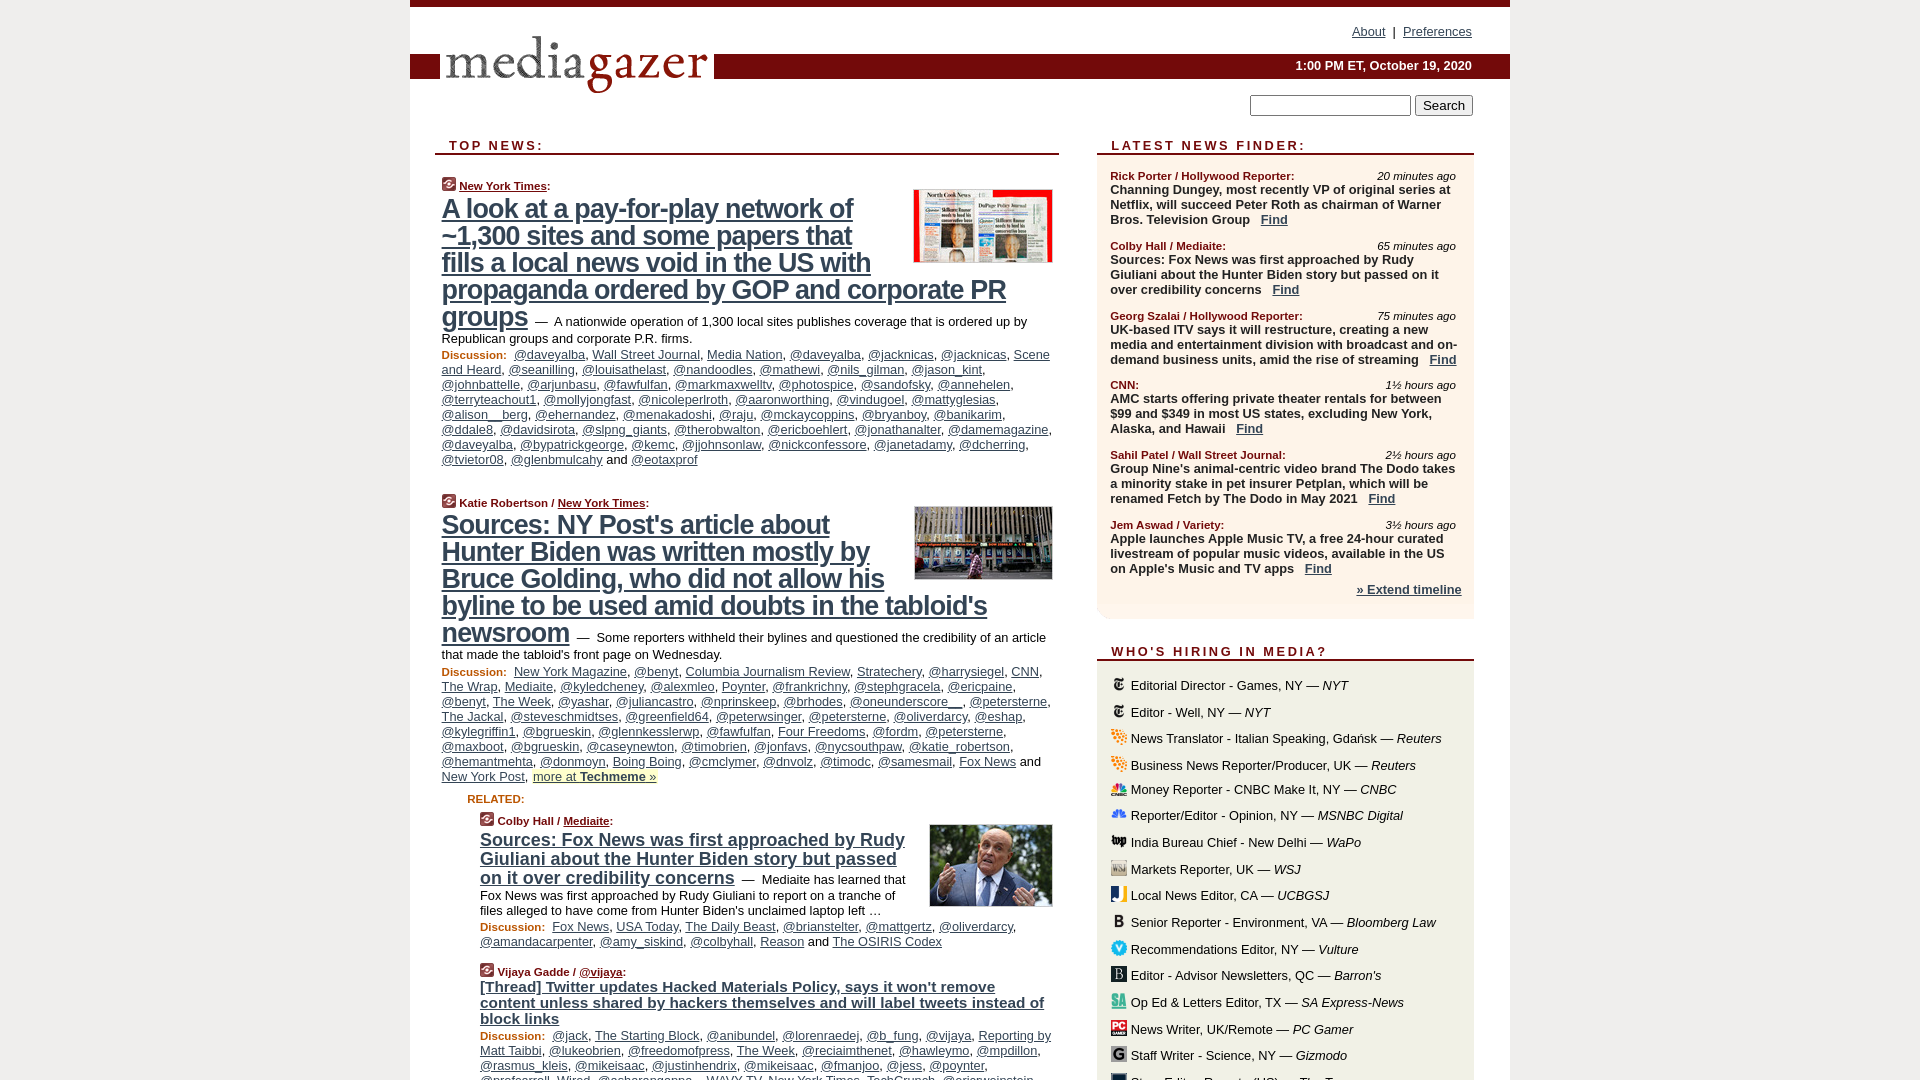 About | Preferences
mediagazer
1:00 PM ET, October 19, 2020
Search
TOP NEWS:
New York Times:
A look at a pay-for-play network of
~1,300 sites and some papers that
fills a local news void in the US with
propaganda ordered by GOP and corporate PR
groups — A nationwide operation of 1,300 local sites publishes coverage that is ordered up by
Republican groups and corporate P.R. firms.
Discussion: @daveyalba, Wall Street Journal, Media Nation, @daveyalba, @jacknicas, @jacknicas, Scene
and Heard, @seanilling, @louisathelast, @nandoodles, @mathewi, @nils_gilman, @jason_kint,
@johnbattelle, @arjunbasu, @fawfulfan, @markmaxwelltv, @photospice, @sandofsky, @annehelen,
@terryteachout1, @mollyjongfast, @nicoleperlroth, @aaronworthing, @vindugoel, @mattyglesias,
@alison__berg, @ehernandez, @menakadoshi, @raju, @mckaycoppins, @bryanboy, @banikarim,
@ddale8, @davidsirota, @slpng_giants, @therobwalton, @ericboehlert, @jonathanalter, @damemagazine,
@daveyalba, @bypatrickgeorge, @kemc, @jjohnsonlaw, @nickconfessore, @janetadamy, @dcherring,
@tvietor08, @glenbmulcahy and @eotaxprof
Katie Robertson / New York Times:
Sources: NY Post's article about
Hunter Biden was written mostly by
Bruce Golding, who did not allow his
byline to be used amid doubts in the tabloid's
newsroom — Some reporters withheld their bylines and questioned the credibility of an article
that made the tabloid's front page on Wednesday.
Discussion: New York Magazine, @benyt, Columbia Journalism Review, Stratechery, @harrysiegel, CNN,
The Wrap, Mediaite, @kyledcheney, @alexmleo, Poynter, @frankrichny, @stephgracela, @ericpaine,
@benyt, The Week, @yashar, @juliancastro, @nprinskeep, @brhodes, @oneunderscore__, @petersterne,
The Jackal, @steveschmidtses, @greenfield64, @peterwsinger, @petersterne, @oliverdarcy, @eshap,
@kylegriffin1, @bgrueskin, @glennkesslerwp, @fawfulfan, Four Freedoms, @fordm, @petersterne,
@maxboot, @bgrueskin, @caseynewton, @timobrien, @jonfavs, @nycsouthpaw, @katie_robertson,
@hemantmehta, @donmoyn, Boing Boing, @cmclymer, @dnvolz, @timodc, @samesmail, Fox News and
New York Post, more at Techmeme »
RELATED:
Colby Hall / Mediaite:
Sources: Fox News was first approached by Rudy
Giuliani about the Hunter Biden story but passed
on it over credibility concerns — Mediaite has learned that
Fox News was first approached by Rudy Giuliani to report on a tranche of
files alleged to have come from Hunter Biden's unclaimed laptop left …
Discussion: Fox News, USA Today, The Daily Beast, @brianstelter, @mattgertz, @oliverdarcy,
@amandacarpenter, @amy_siskind, @colbyhall, Reason and The OSIRIS Codex
Vijaya Gadde / @vijaya:
[Thread] Twitter updates Hacked Materials Policy, says it won't remove
content unless shared by hackers themselves and will label tweets instead of
block links
Discussion: @jack, The Starting Block, @anibundel, @lorenraedej, @b_fung, @vijaya, Reporting by
Matt Taibbi, @lukeobrien, @freedomofpress, The Week, @reciaimthenet, @hawleymo, @mpdillon,
@rasmus_kleis, @mikeisaac, @justinhendrix, @mikeisaac, @fmanjoo, @jess, @poynter,
LATEST NEWS FINDER:
Rick Porter / Hollywood Reporter: 20 minutes ago
Channing Dungey, most recently VP of original series at
Netflix, will succeed Peter Roth as chairman of Warner
Bros. Television Group Find
Colby Hall / Mediaite: 65 minutes ago
Sources: Fox News was first approached by Rudy
Giuliani about the Hunter Biden story but passed on it
over credibility concerns Find
Georg Szalai / Hollywood Reporter: 75 minutes ago
UK-based ITV says it will restructure, creating a new
media and entertainment division with broadcast and on-
demand business units, amid the rise of streaming Find
CNN: 1½ hours ago
AMC starts offering private theater rentals for between
$99 and $349 in most US states, excluding New York,
Alaska, and Hawaii Find
Sahil Patel / Wall Street Journal: 2½ hours ago
Group Nine's animal-centric video brand The Dodo takes
a minority stake in pet insurer Petplan, which will be
renamed Fetch by The Dodo in May 2021 Find
Jem Aswad / Variety: 3½ hours ago
Apple launches Apple Music TV, a free 24-hour curated
livestream of popular music videos, available in the US
on Apple's Music and TV apps Find
» Extend timeline
WHO'S HIRING IN MEDIA?
Editorial Director - Games, NY — NYT
Editor - Well, NY — NYT
News Translator - Italian Speaking, Gdańsk — Reuters
Business News Reporter/Producer, UK — Reuters
Money Reporter - CNBC Make It, NY — CNBC
Reporter/Editor - Opinion, NY — MSNBC Digital
India Bureau Chief - New Delhi — WaPo
Markets Reporter, UK — WSJ
Local News Editor, CA — UCBGSJ
Senior Reporter - Environment, VA — Bloomberg Law
Recommendations Editor, NY — Vulture
Editor - Advisor Newsletters, QC — Barron's
Op Ed & Letters Editor, TX — SA Express-News
News Writer, UK/Remote — PC Gamer
Staff Writer - Science, NY — Gizmodo